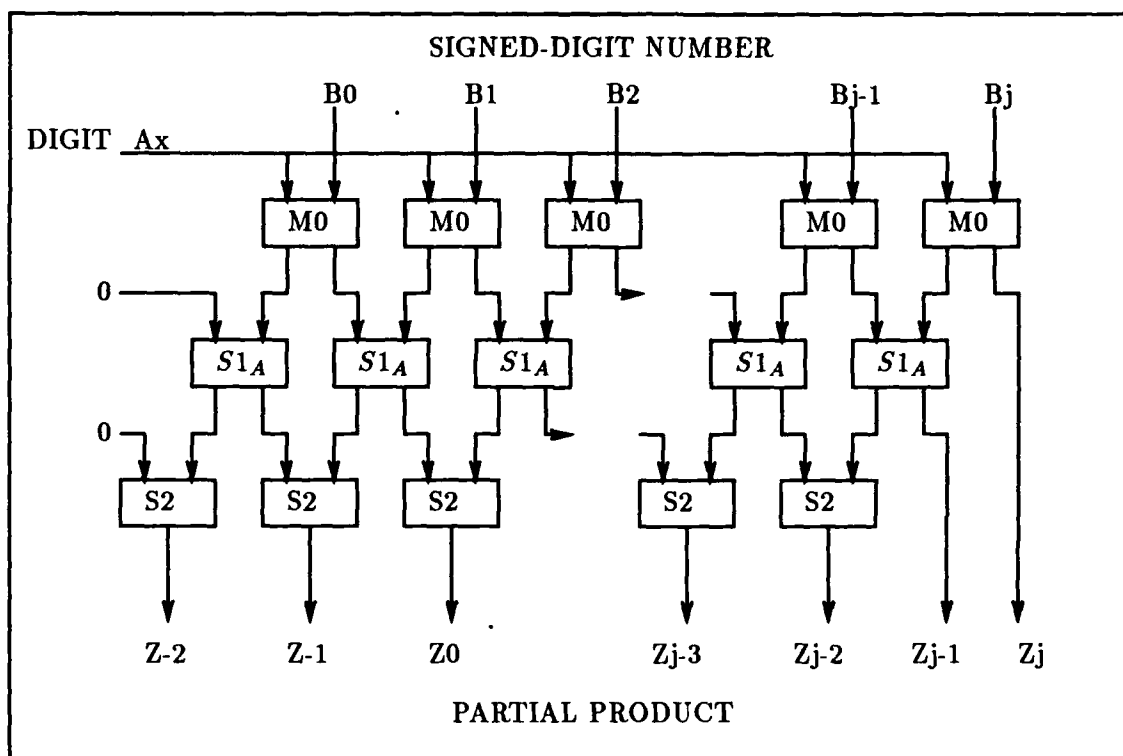 SIGNED-DIGIT NUMBER
B0 B1 B2 Bj-1 Bj
DIGIT Ax
M0 M0 M0 M0 M0
0
S1A S1A S1A S1A S1A
0
S2 S2 S2 S2 S2
Z-2 Z-1 Z0 Zj-3 Zj-2 Zj-1 Zj
PARTIAL PRODUCT